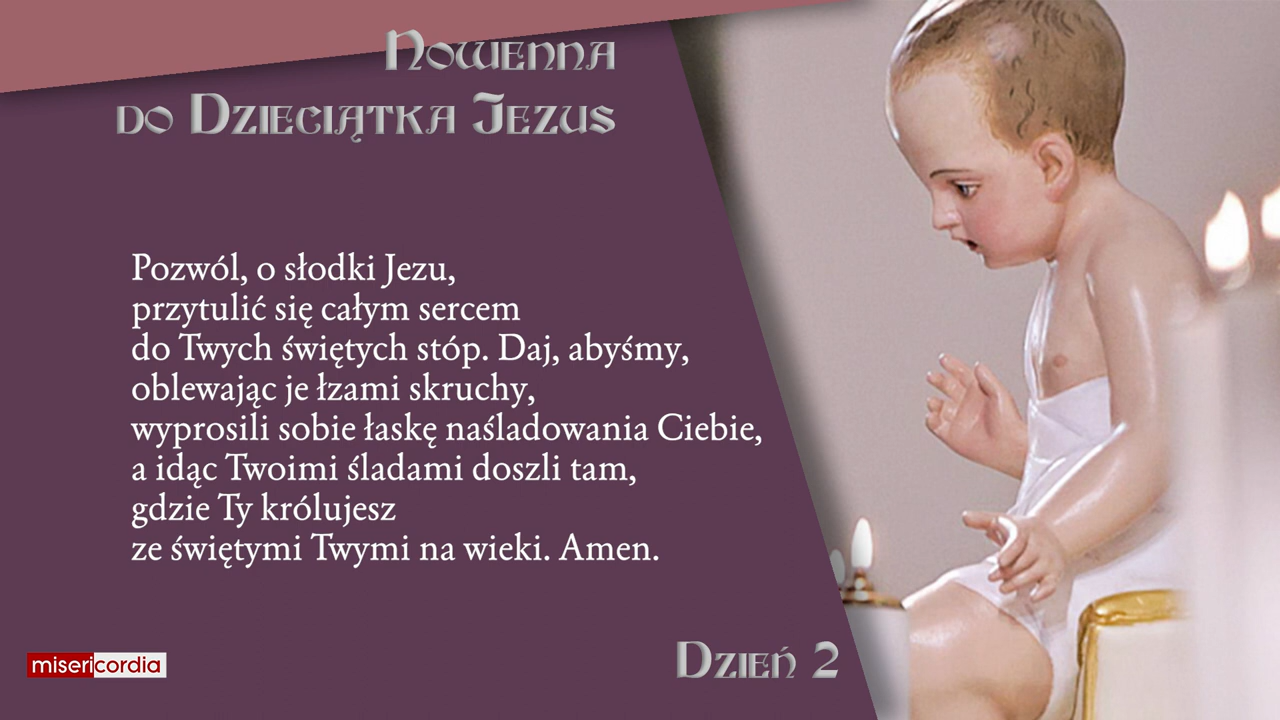 Nowenna
do Dzieciątka Jezus
Pozwól, o słodki Jezu,
przytulić się całym sercem
do Twych świętych stóp. Daj, abyśmy,
oblewając je łzami skruchy,
wyprosili sobie łaskę naśladowania Ciebie,
a idąc Twoimi śladami doszli tam,
gdzie Ty królujesz
ze świętymi Twymi na wieki. Amen.
misericordia
Dzień 2